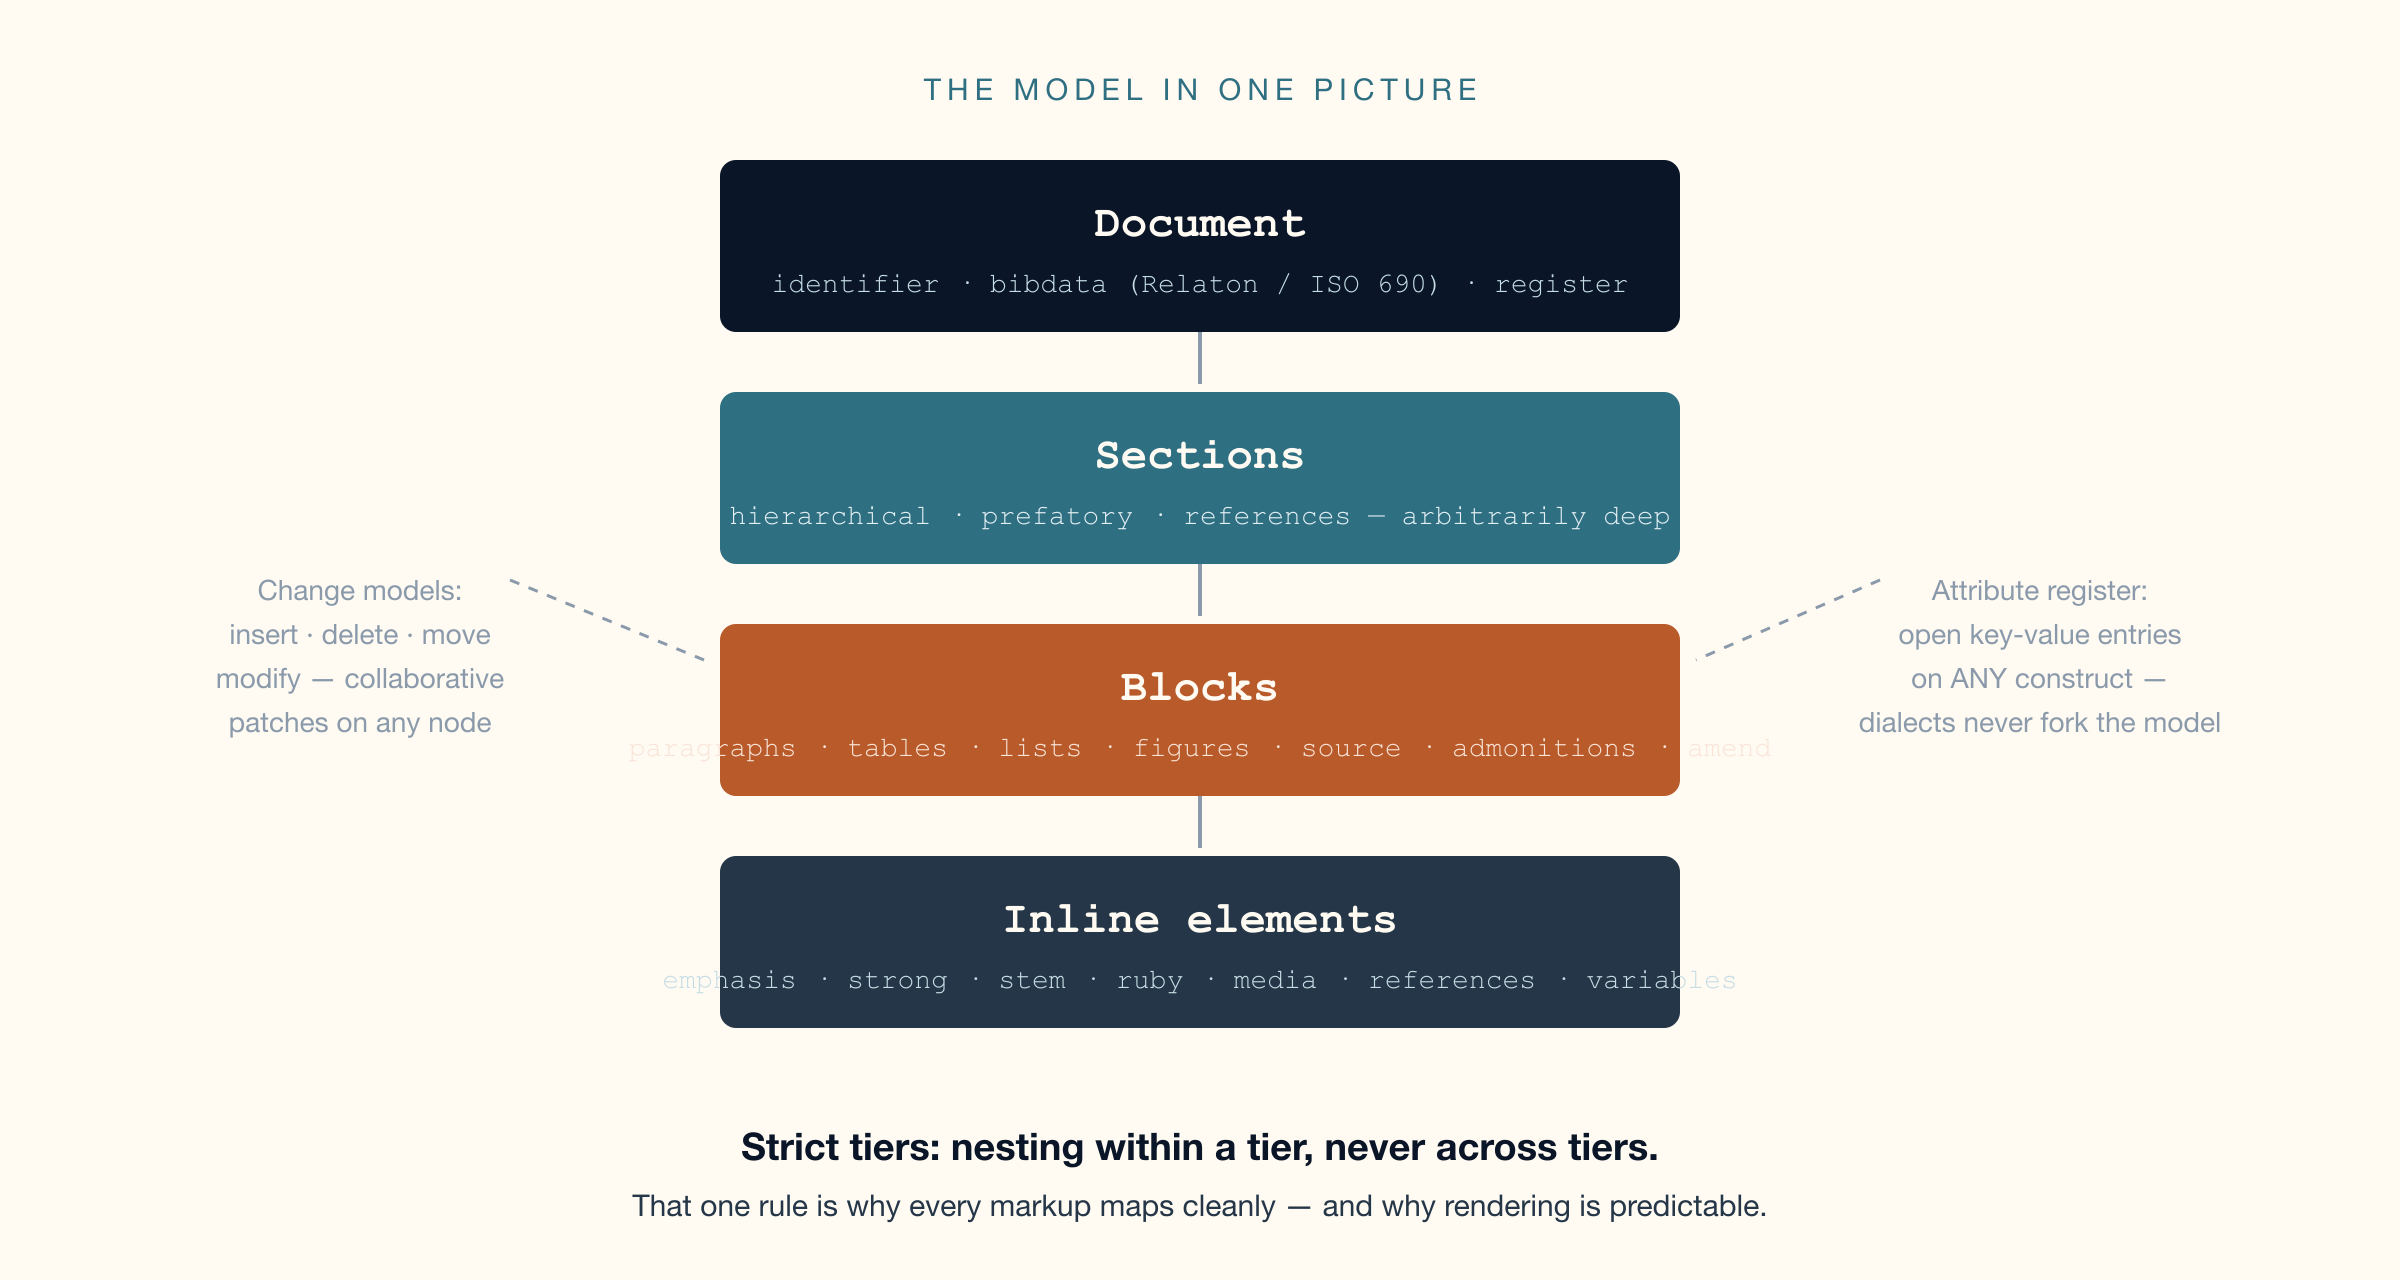 THE MODEL IN ONE PICTURE
Document
identifier · bibdata (Relaton / ISO 690) · register
Sections
hierarchical · prefatory · references — arbitrarily deep
Change models:
insert · delete · move
modify — collaborative
patches on any node
Attribute register:
open key-value entries
on ANY construct —
dialects never fork the model
Blocks
paragraphs · tables · lists · figures · source · admonitions · amend
Inline elements
emphasis · strong · stem · ruby · media · references · variables
Strict tiers: nesting within a tier, never across tiers.
That one rule is why every markup maps cleanly — and why rendering is predictable.